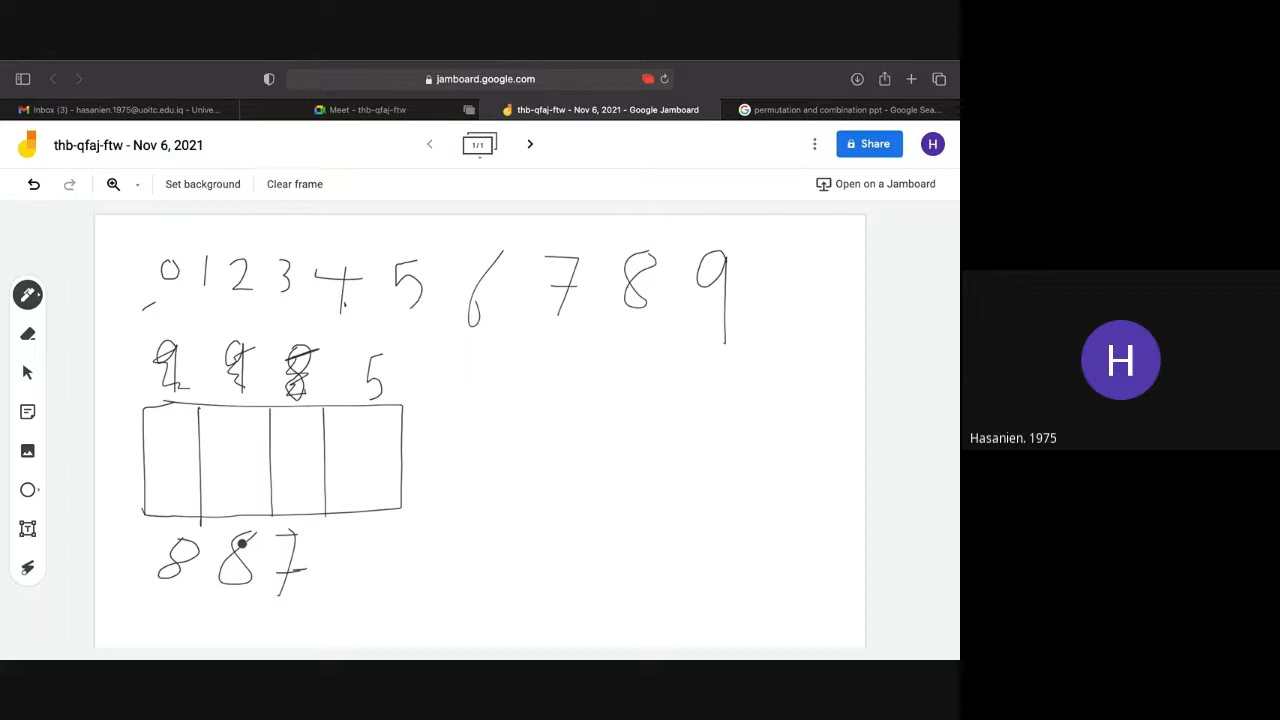 jamboard.google.com
Inbox (3) - hasanien.1975@uoitc.edu.iq - Unive...
Meet - thb-qfaj-ftw
thb-qfaj-ftw - Nov 6, 2021 - Google Jamboard
permutation and combination ppt - Google Sea...
thb-qfaj-ftw - Nov 6, 2021
1/1
Share
H
Set background
Clear frame
Open on a Jamboard
0 1 2 3 4 5 6 7 8 9
5
8 8 7
H
Hasanien. 1975